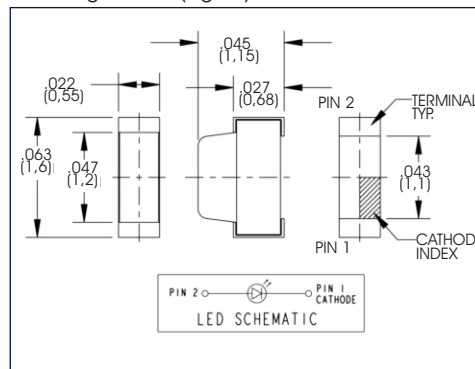 .045
(1,15)
.022
(0,55)
.027
(0,68)
PIN 2
TERMINAL
TYP.
.063
(1,6)
.047
(1,2)
.043
(1,1)
PIN 1
CATHOD
INDEX
PIN 2
PIN 1
CATHODE
LED SCHEMATIC